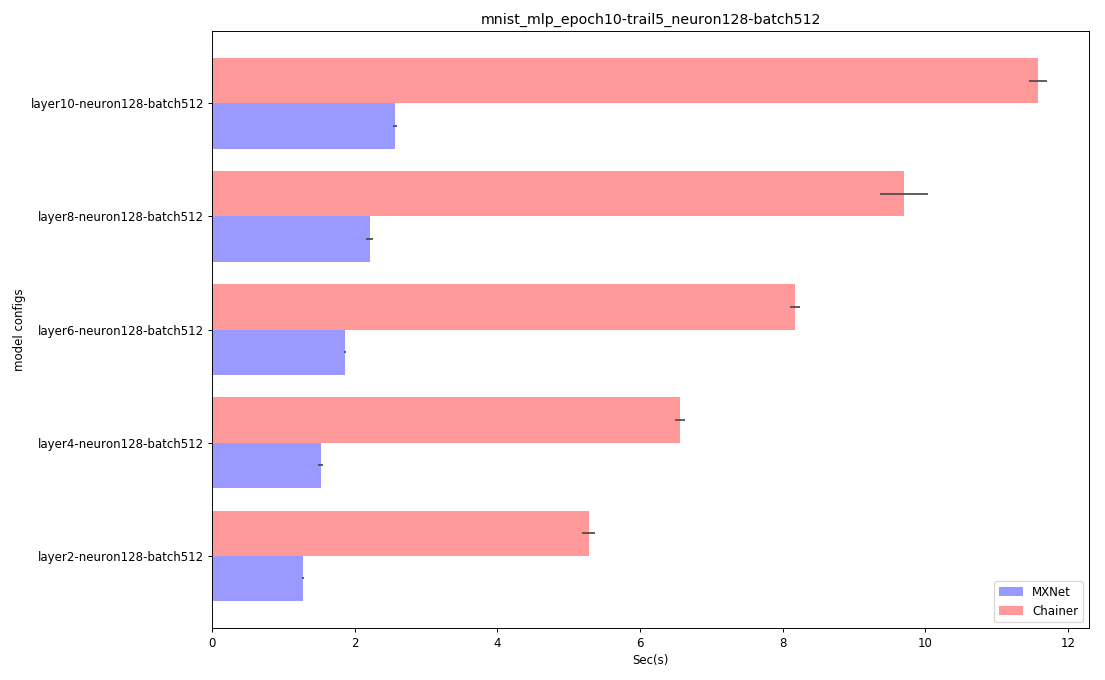 mnist_mlp_epoch10-trail5_neuron128-batch512
layer10-neuron128-batch512
layer8-neuron128-batch512
layer6-neuron128-batch512
layer4-neuron128-batch512
layer2-neuron128-batch512
model configs
MXNet
Chainer
0 2 4 6 8 10 12
Sec(s)